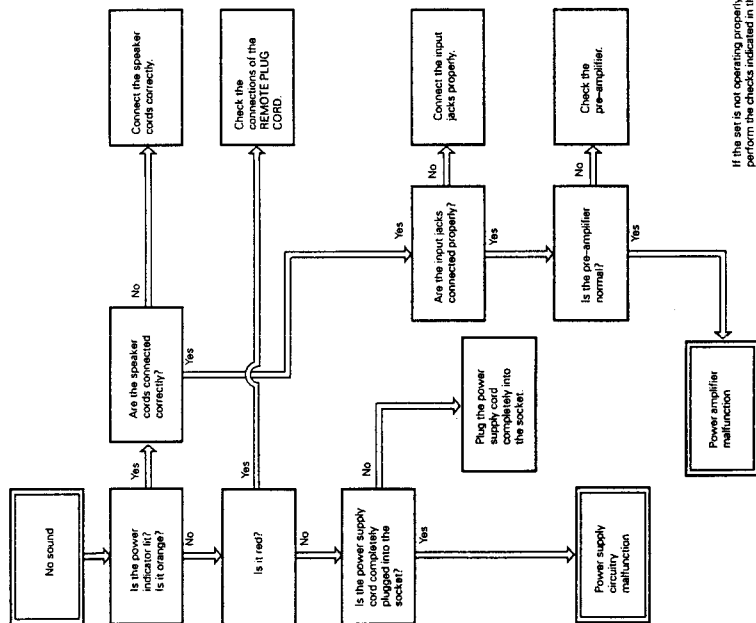 No sound
Is the power
indicator lit?
Is it orange?
Yes
No
Are the speaker
cords connected
correctly?
No
Yes
Connect the speaker
cords correctly.
Is it red?
Yes
No
Check the
connections of the
REMOTE PLUG
CORD.
Is the power supply
cord completely
plugged into the
socket?
No
Yes
Plug the power
supply cord
completely into
the socket.
Power supply
circuitry
malfunction
Yes
Are the input jacks
connected properly?
No
Yes
Connect the input
jacks properly.
Is the pre-amplifier
normal?
No
Yes
Check the
pre-amplifier.
Power amplifier
malfunction
If the set is not operating properly
perform the checks indicated in th